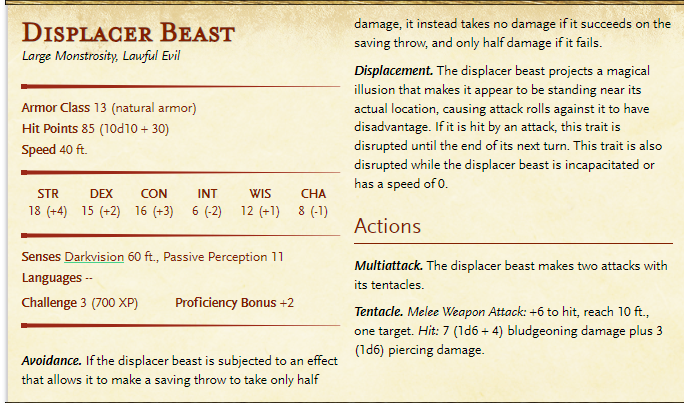 Displacer Beast
Large Monstrosity, Lawful Evil
Armor Class 13 (natural armor)
Hit Points 85 (10d10 + 30)
Speed 40 ft.
STR DEX CON INT WIS CHA
18 (+4) 15 (+2) 16 (+3) 6 (-2) 12 (+1) 8 (-1)
Senses Darkvision 60 ft., Passive Perception 11
Languages --
Challenge 3 (700 XP) Proficiency Bonus +2
Avoidance. If the displacer beast is subjected to an effect
that allows it to make a saving throw to take only half
damage, it instead takes no damage if it succeeds on the
saving throw, and only half damage if it fails.
Displacement. The displacer beast projects a magical
illusion that makes it appear to be standing near its
actual location, causing attack rolls against it to have
disadvantage. If it is hit by an attack, this trait is
disrupted until the end of its next turn. This trait is also
disrupted while the displacer beast is incapacitated or
has a speed of 0.
Actions
Multiattack. The displacer beast makes two attacks with
its tentacles.
Tentacle. Melee Weapon Attack: +6 to hit, reach 10 ft.,
one target. Hit: 7 (1d6 + 4) bludgeoning damage plus 3
(1d6) piercing damage.